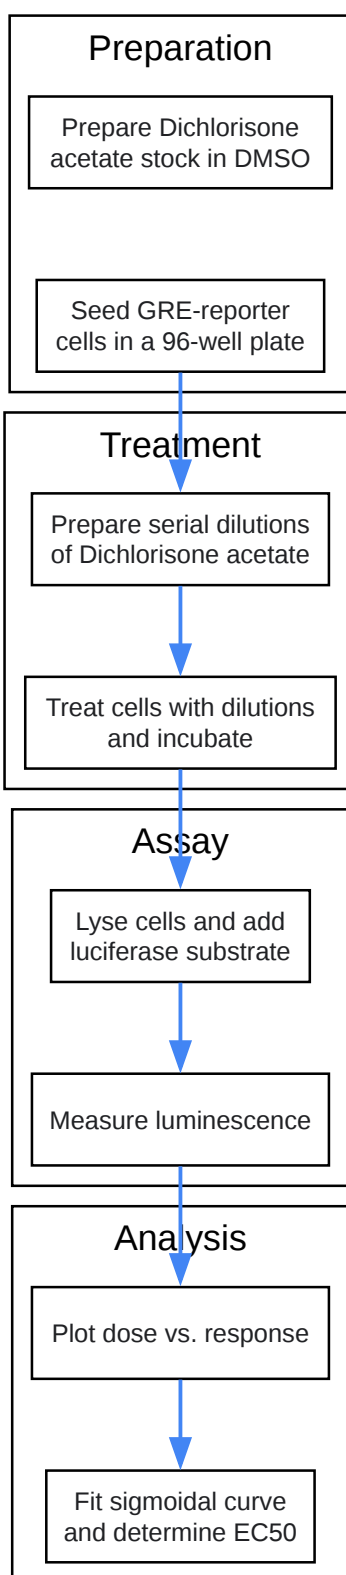 Preparation
Prepare Dichlorisone
acetate stock in DMSO
Seed GRE-reporter
cells in a 96-well plate
Treatment
Prepare serial dilutions
of Dichlorisone acetate
Treat cells with dilutions
and incubate
Assay
Lyse cells and add
luciferase substrate
Measure luminescence
Analysis
Plot dose vs. response
Fit sigmoidal curve
and determine EC50